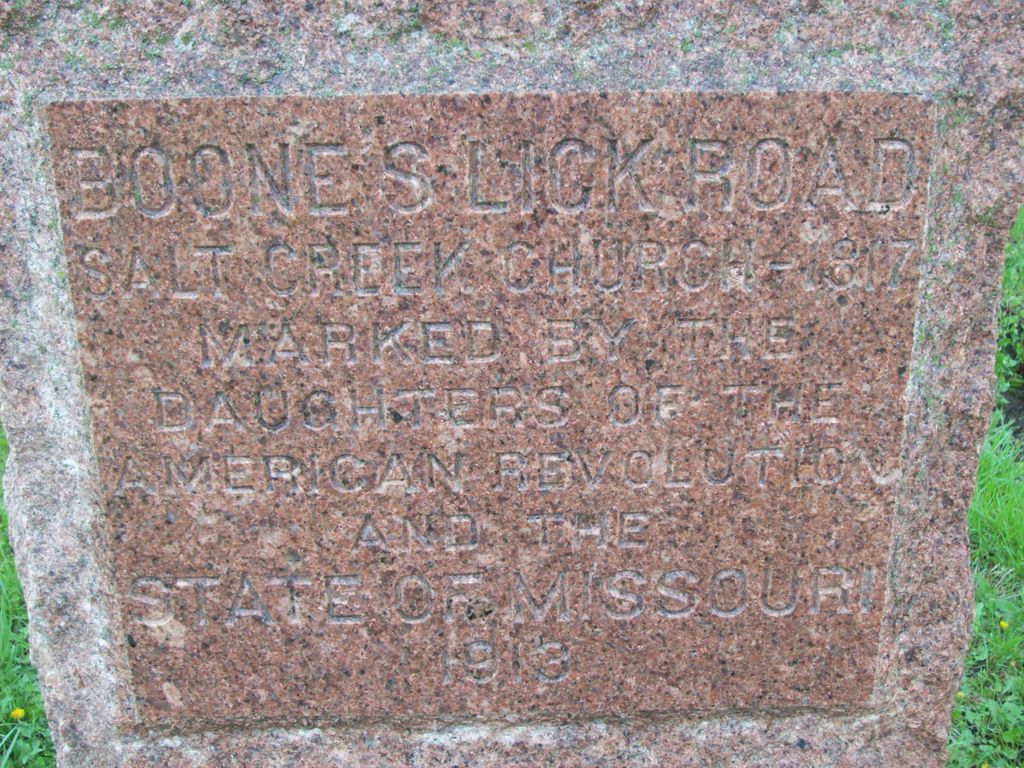 BOONE'S LICK ROAD
SALT CREEK CHURCH - 1817
MARKED BY THE
DAUGHTERS OF THE
AMERICAN REVOLUTION
AND THE
STATE OF MISSOURI
1913